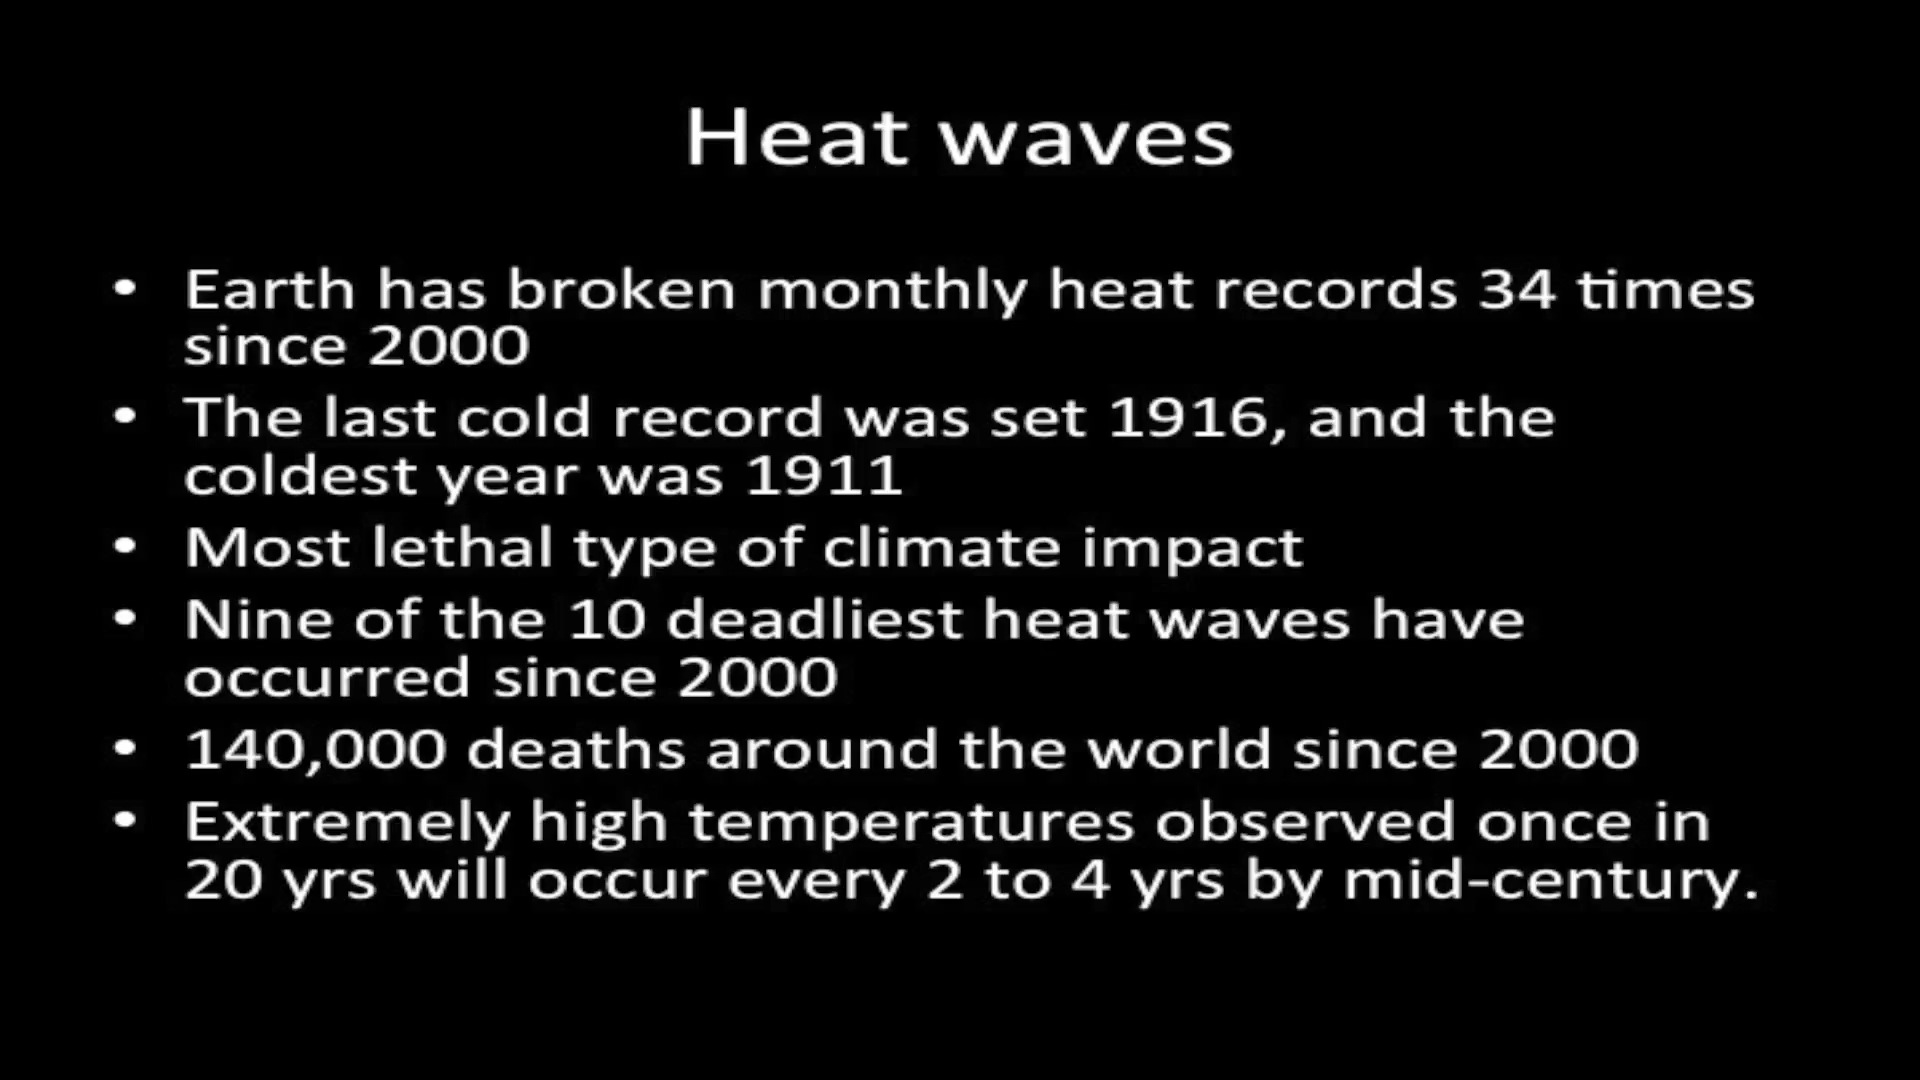 Heat waves
• Earth has broken monthly heat records 34 times
since 2000
• The last cold record was set 1916, and the
coldest year was 1911
• Most lethal type of climate impact
• Nine of the 10 deadliest heat waves have
occurred since 2000
• 140,000 deaths around the world since 2000
• Extremely high temperatures observed once in
20 yrs will occur every 2 to 4 yrs by mid-century.